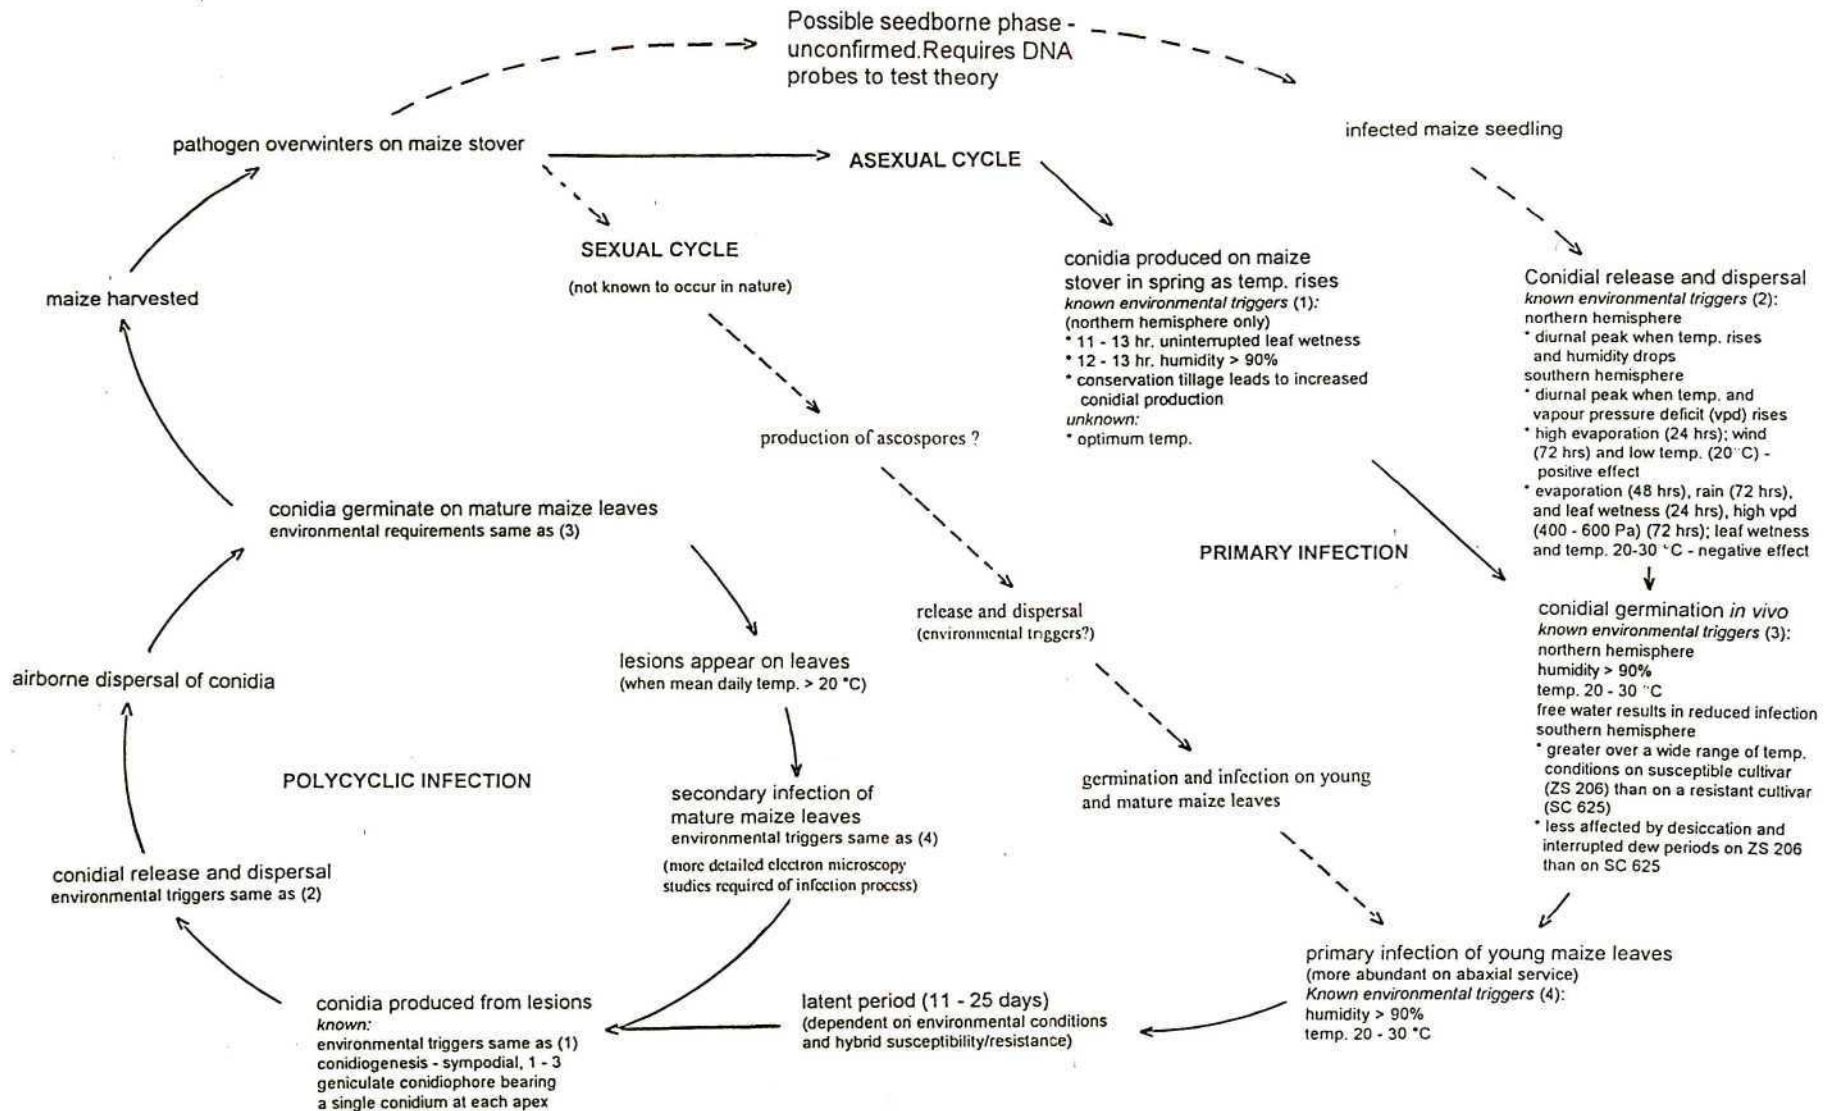 Possible seedborne phase -
unconfirmed.Requires DNA
probes to test theory
pathogen overwinters on maize stover
ASEXUAL CYCLE
infected maize seedling
SEXUAL CYCLE
(not known to occur in nature)
maize harvested
conidia produced on maize
stover in spring as temp. rises
known environmental triggers (1):
(northern hemisphere only)
* 11 - 13 hr. uninterrupted leaf wetness
* 12 - 13 hr. humidity > 90%
* conservation tillage leads to increased
conidial production
unknown:
* optimum temp.
Conidial release and dispersal
known environmental triggers (2):
northern hemisphere
* diurnal peak when temp. rises
and humidity drops
southern hemisphere
* diurnal peak when temp. and
vapour pressure deficit (vpd) rises
* high evaporation (24 hrs); wind
(72 hrs) and low temp. (20 °C) -
positive effect
* evaporation (48 hrs), rain (72 hrs),
and leaf wetness (24 hrs), high vpd
(400 - 600 Pa) (72 hrs); leaf wetness
and temp. 20-30 °C - negative effect
production of ascospores ?
conidia germinate on mature maize leaves
environmental requirements same as (3)
PRIMARY INFECTION
release and dispersal
(environmental triggers?)
conidial germination in vivo
known environmental triggers (3):
northern hemisphere
humidity > 90%
temp. 20 - 30 °C
free water results in reduced infection
southern hemisphere
* greater over a wide range of temp.
conditions on susceptible cultivar
(ZS 206) than on a resistant cultivar
(SC 625)
* less affected by desiccation and
interrupted dew periods on ZS 206
than on SC 625
lesions appear on leaves
(when mean daily temp. > 20 °C)
airborne dispersal of conidia
POLYCYCLIC INFECTION
germination and infection on young
and mature maize leaves
secondary infection of
mature maize leaves
environmental triggers same as (4)
(more detailed electron microscopy
studies required of infection process)
conidial release and dispersal
environmental triggers same as (2)
primary infection of young maize leaves
(more abundant on abaxial service)
Known environmental triggers (4):
humidity > 90%
temp. 20 - 30 °C
latent period (11 - 25 days)
(dependent on environmental conditions
and hybrid susceptibility/resistance)
conidia produced from lesions
known:
environmental triggers same as (1)
conidiogenesis - sympodial, 1 - 3
geniculate conidiophore bearing
a single conidium at each apex